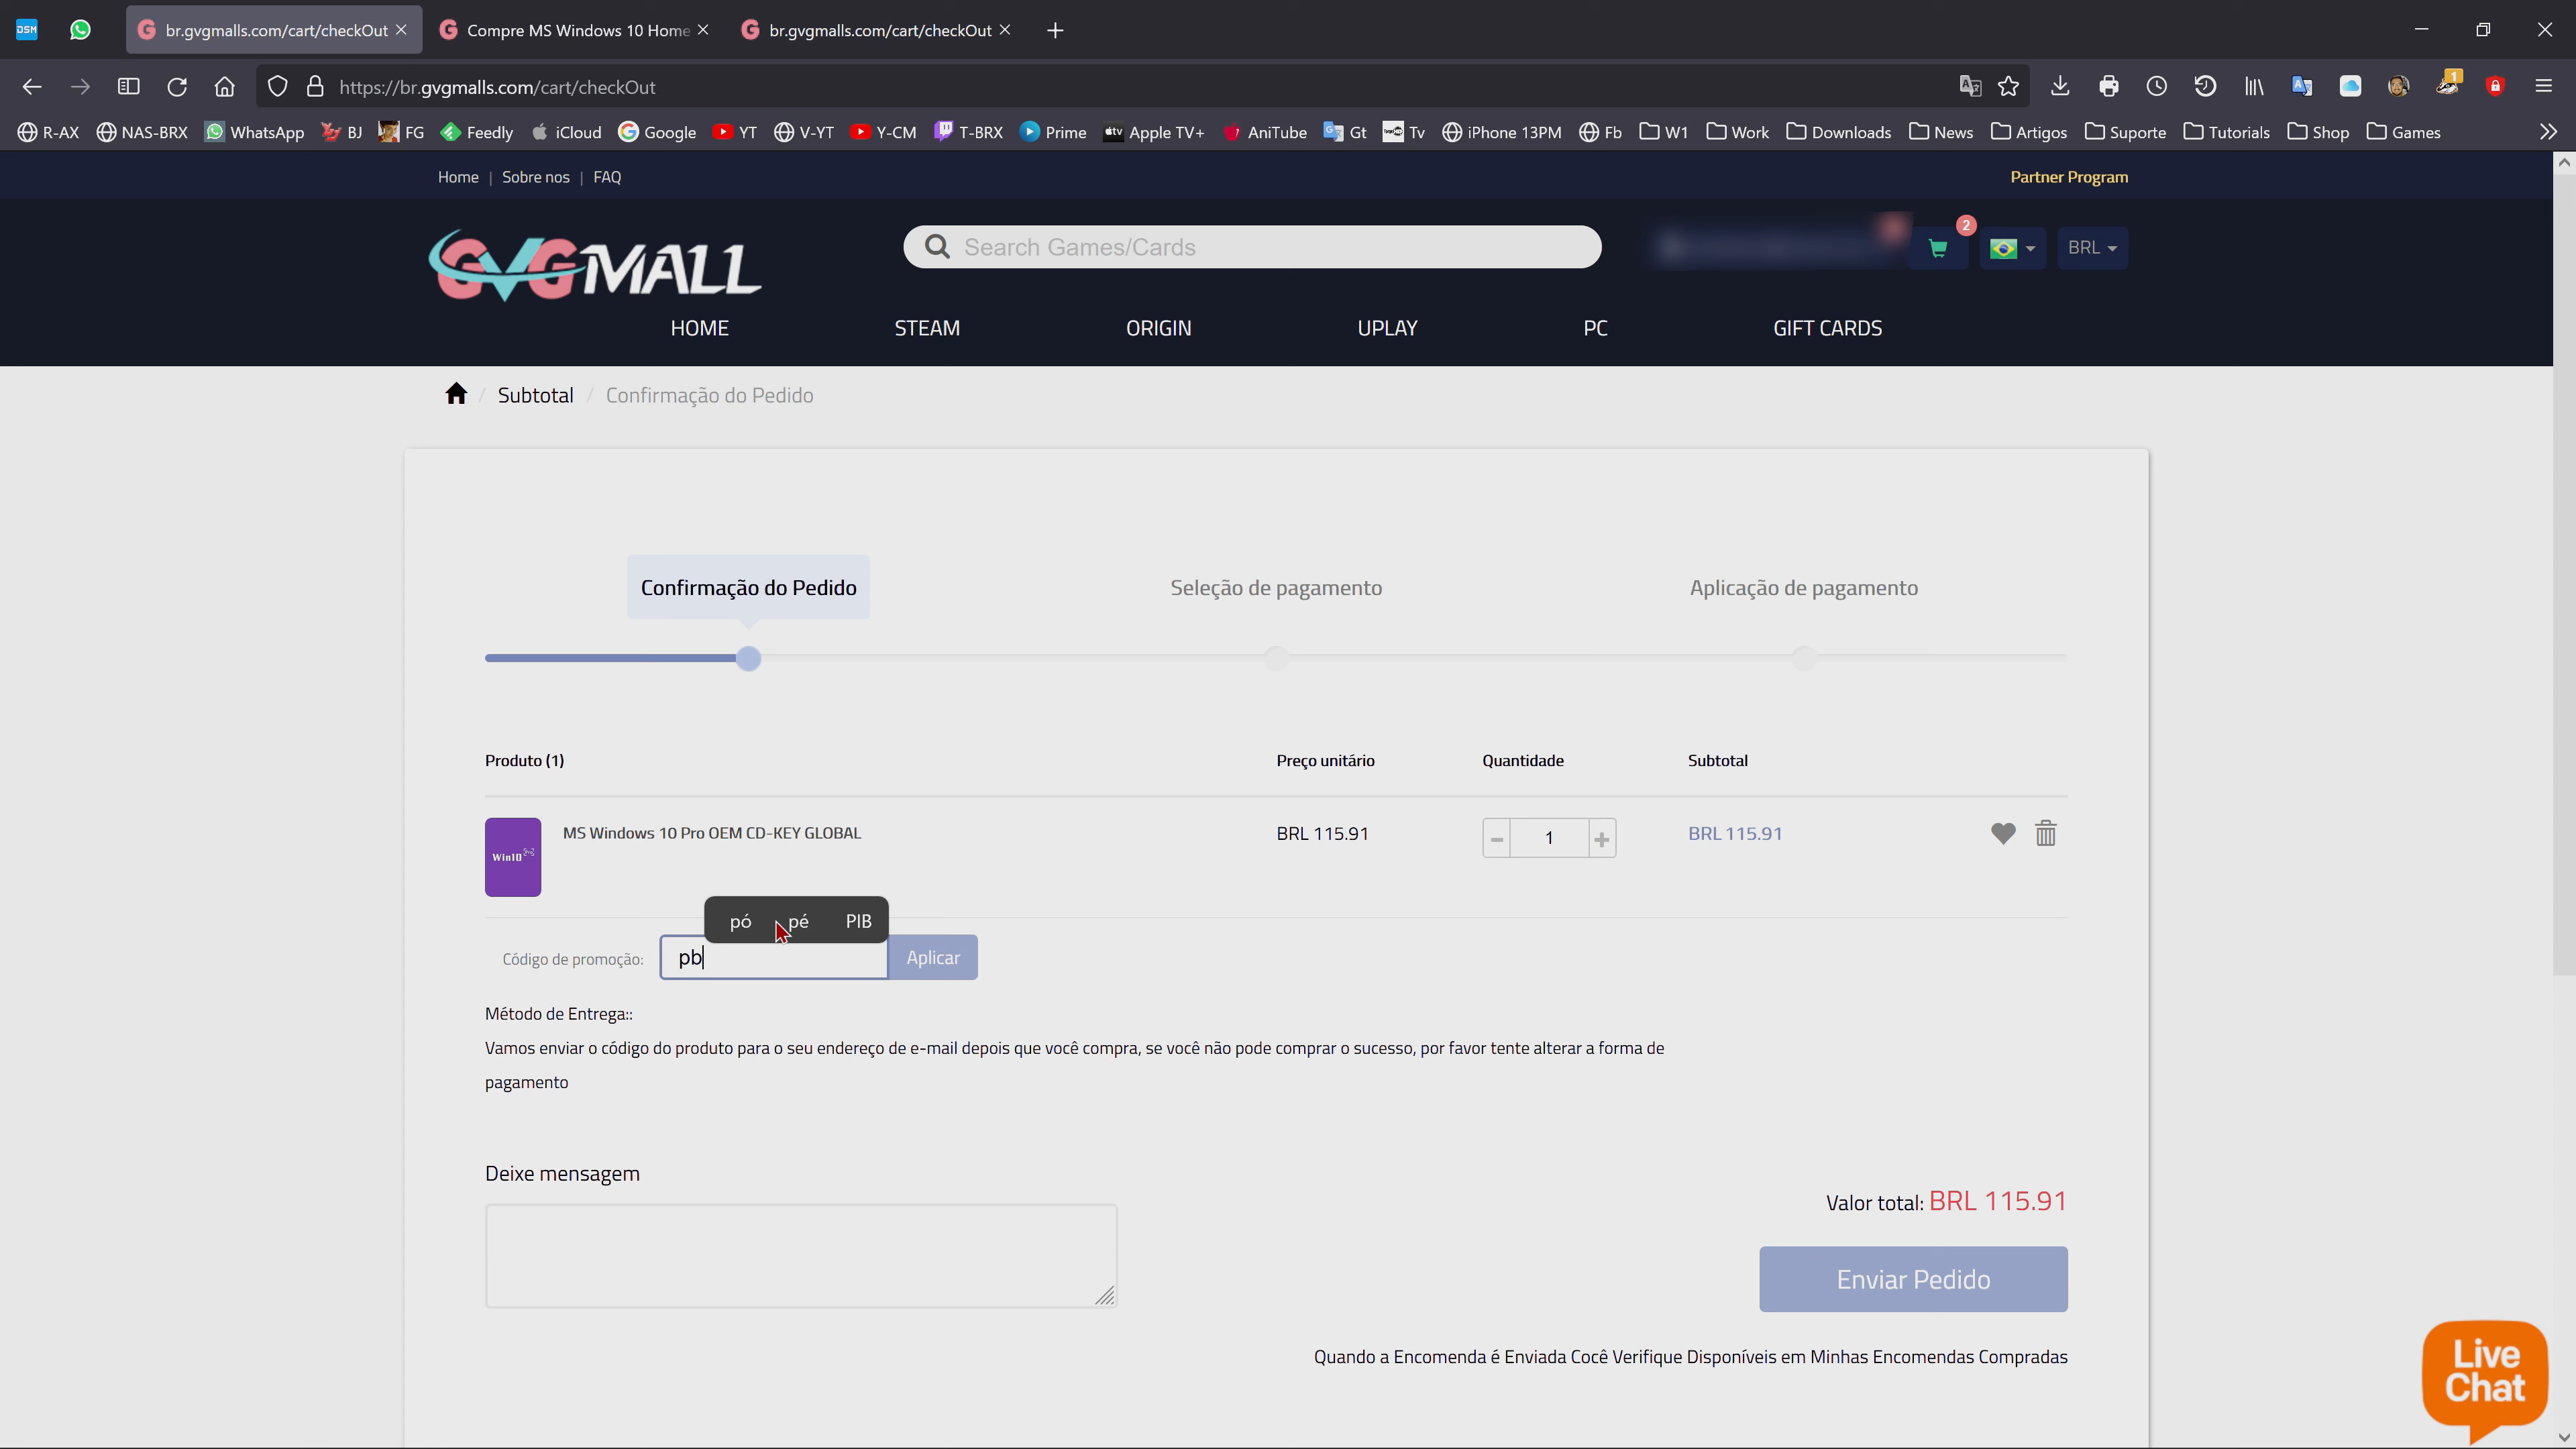 DSM
br.gvgmalls.com/cart/checkOut
Compre MS Windows 10 Home
br.gvgmalls.com/cart/checkOut
https://br.gvgmalls.com/cart/checkOut
1
R-AX NAS-BRX WhatsApp BJ FG Feedly iCloud Google YT V-YT Y-CM T-BRX Prime Apple TV+ AniTube Gt Tv iPhone 13PM Fb W1 Work Downloads News Artigos Suporte Tutorials Shop Games
Home | Sobre nos | FAQ
Partner Program
GVGMALL
Search Games/Cards
2
BRL
HOME STEAM ORIGIN UPLAY PC GIFT CARDS
/ Subtotal / Confirmação do Pedido
Confirmação do Pedido
Seleção de pagamento
Aplicação de pagamento
Produto (1) Preço unitário Quantidade Subtotal
Win10
MS Windows 10 Pro OEM CD-KEY GLOBAL BRL 115.91 - 1 + BRL 115.91
pó pé PIB
Código de promoção: pb Aplicar
Método de Entrega::
Vamos enviar o código do produto para o seu endereço de e-mail depois que você compra, se você não pode comprar o sucesso, por favor tente alterar a forma de
pagamento
Deixe mensagem
Valor total: BRL 115.91
Enviar Pedido
Quando a Encomenda é Enviada Cocê Verifique Disponíveis em Minhas Encomendas Compradas
Live
Chat